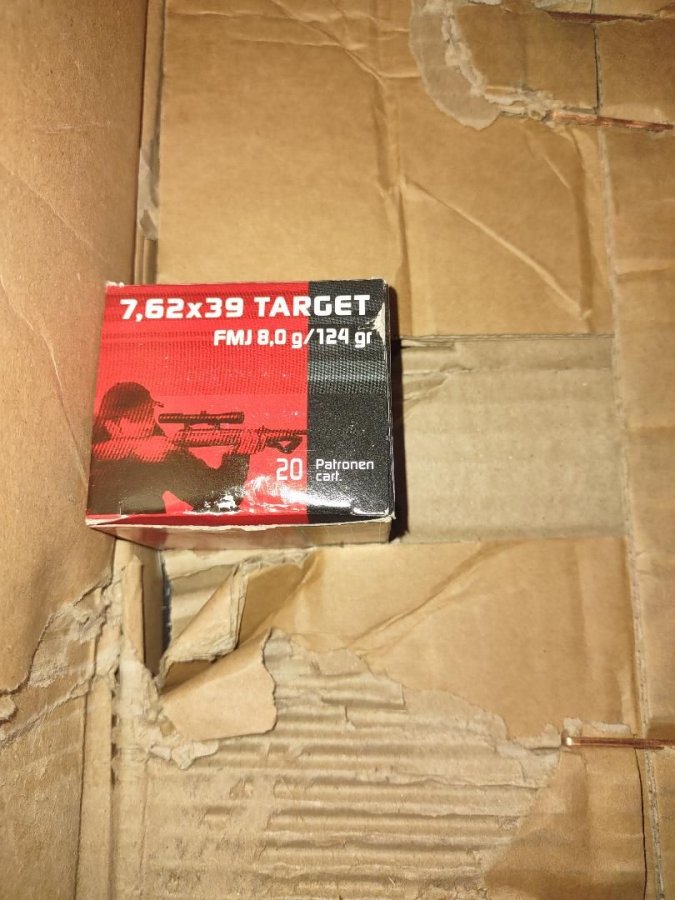 7,62x39 TARGET
FMJ 8,0 g/124 gr
20 Patronen
cart.